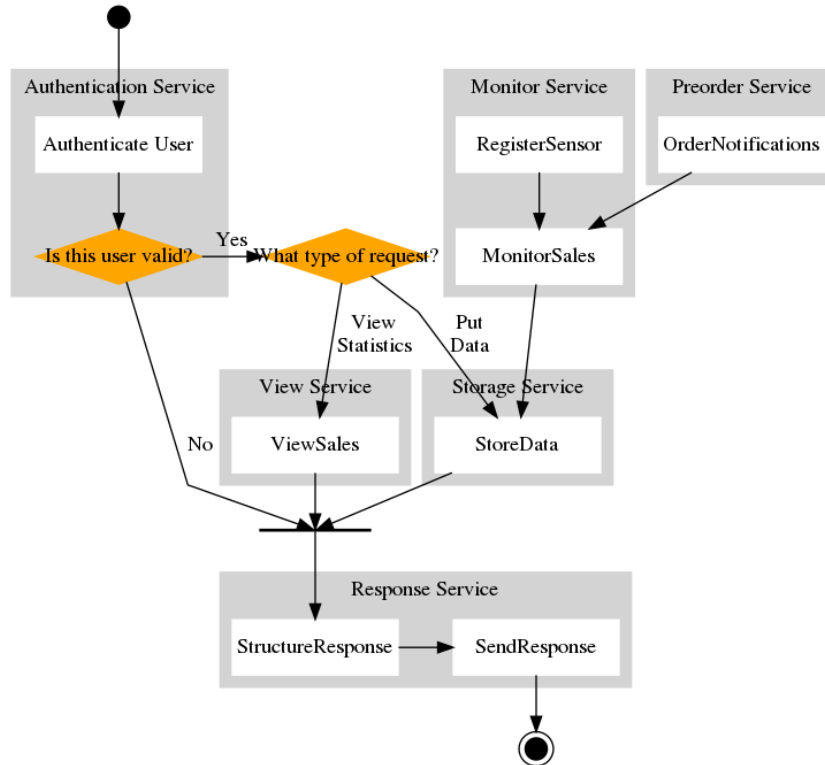 Authentication Service
Monitor Service
Preorder Service
Authenticate User
RegisterSensor
OrderNotifications
Is this user valid?
Yes
What type of request?
MonitorSales
View
Statistics
Put
Data
View Service
Storage Service
No
ViewSales
StoreData
Response Service
StructureResponse
SendResponse